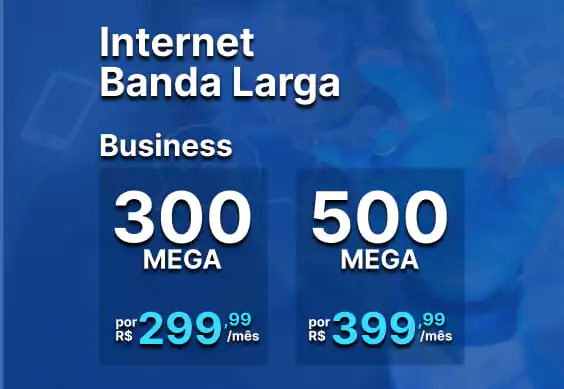 Internet
Banda Larga
Business
300
MEGA
por R$ 299,99 /mês
500
MEGA
por R$ 399,99 /mês